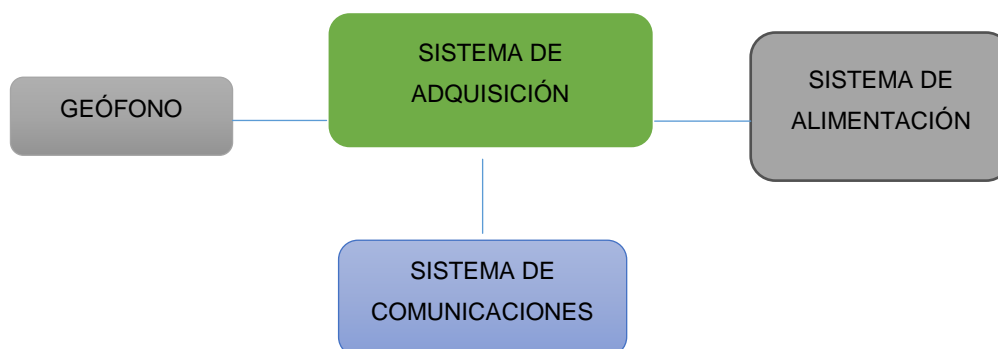 GEÓFONO
SISTEMA DE
ADQUISICIÓN
SISTEMA DE
ALIMENTACIÓN
SISTEMA DE
COMUNICACIONES